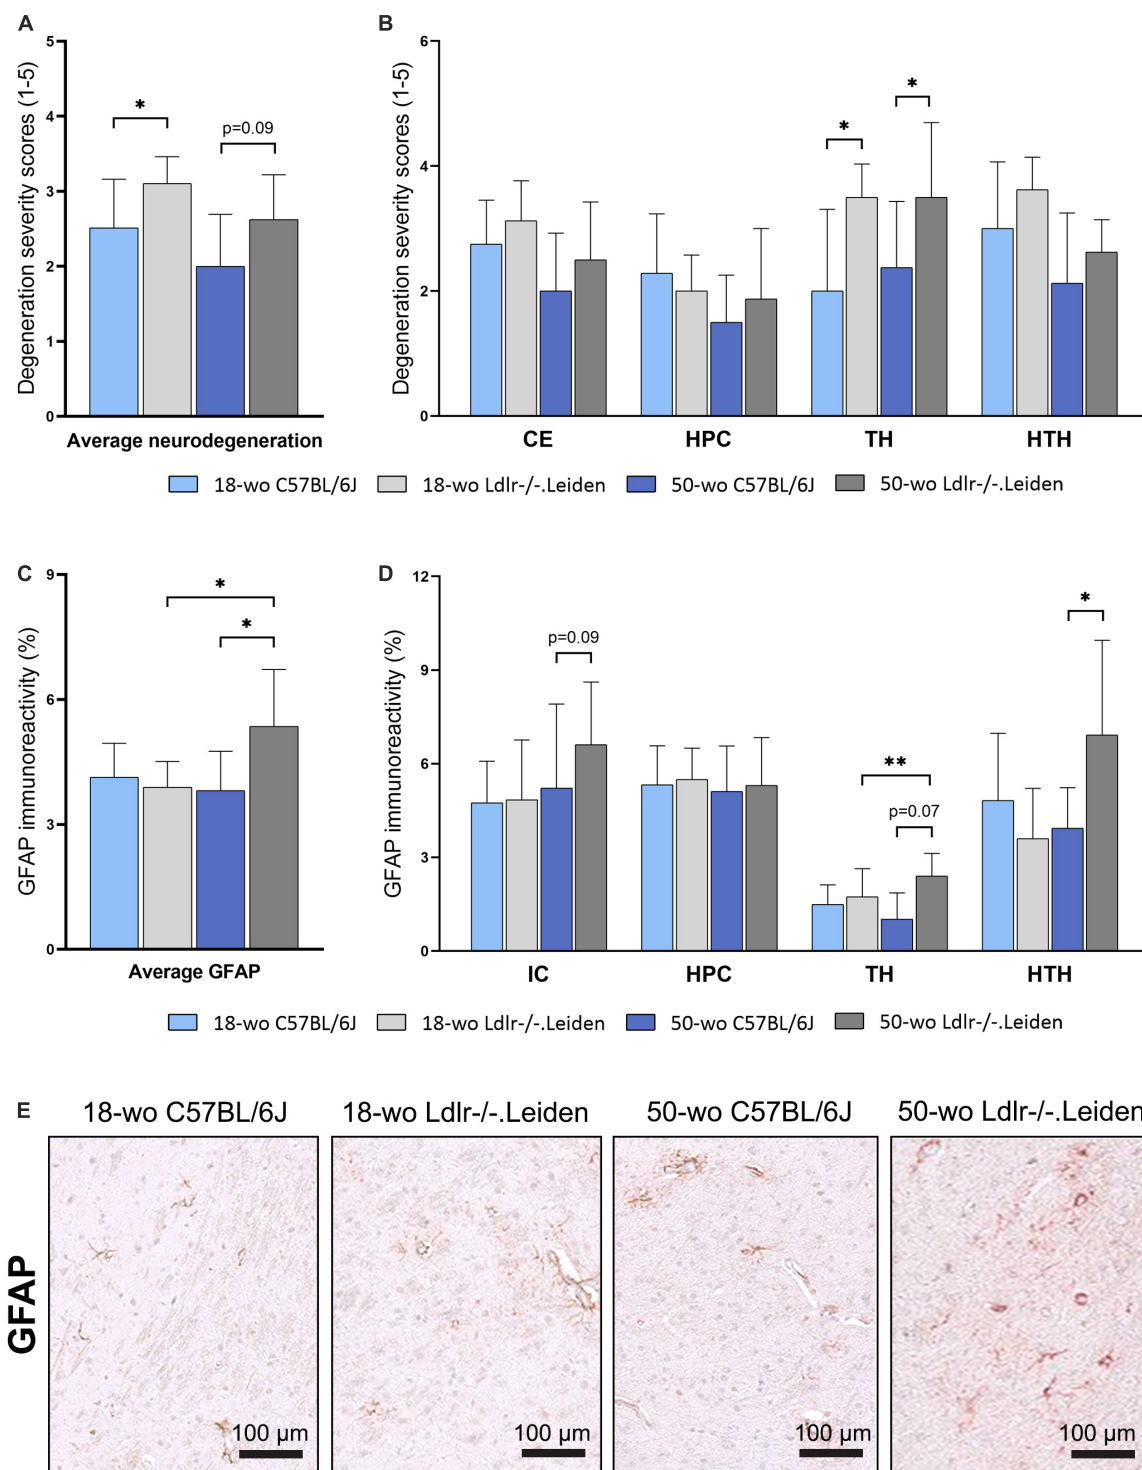 A
B
Degeneration severity scores (1-5)
5
4
3
2
1
0
*
p=0.09
Average neurodegeneration
Degeneration severity scores (1-5)
6
4
2
0
*
*
CE HPC TH HTH
18-wo C57BL/6J 18-wo Ldlr-/-.Leiden 50-wo C57BL/6J 50-wo Ldlr-/-.Leiden
C
D
GFAP immunoreactivity (%)
9
6
3
0
*
*
Average GFAP
GFAP immunoreactivity (%)
12
9
6
3
0
p=0.09
**
p=0.07
*
IC HPC TH HTH
18-wo C57BL/6J 18-wo Ldlr-/-.Leiden 50-wo C57BL/6J 50-wo Ldlr-/-.Leiden
E
18-wo C57BL/6J 18-wo Ldlr-/-.Leiden 50-wo C57BL/6J 50-wo Ldlr-/-.Leiden
GFAP
100 µm 100 µm 100 µm 100 µm